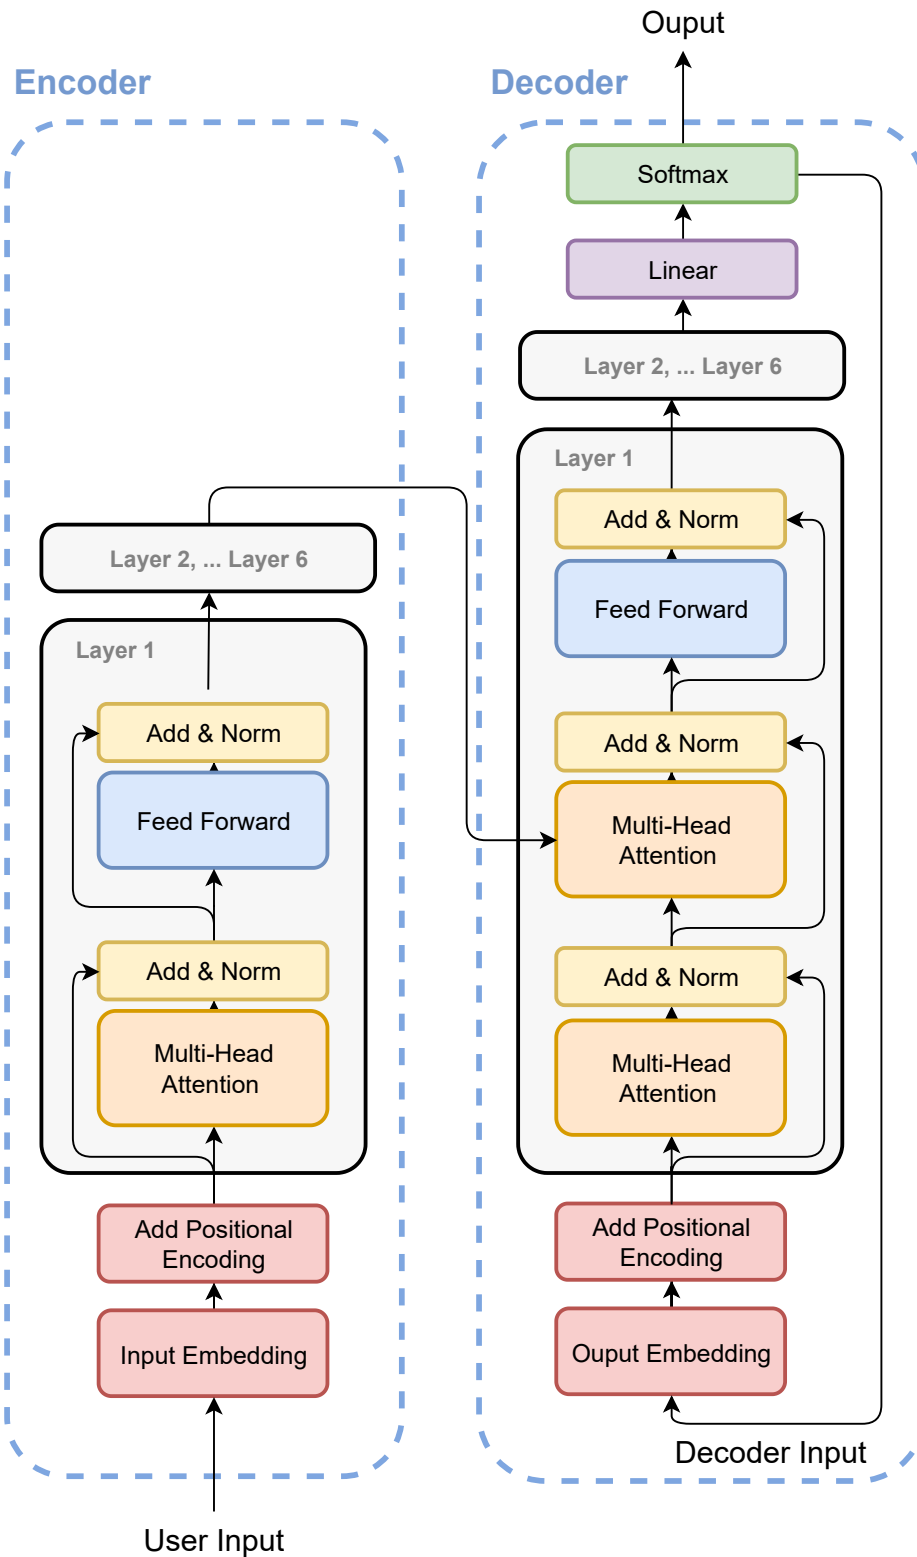 Encoder
Layer 2, ... Layer 6
Layer 1
Add & Norm
Feed Forward
Add & Norm
Multi-Head
Attention
Add Positional
Encoding
Input Embedding
User Input
Ouput
Decoder
Softmax
Linear
Layer 2, ... Layer 6
Layer 1
Add & Norm
Feed Forward
Add & Norm
Multi-Head
Attention
Add & Norm
Multi-Head
Attention
Add Positional
Encoding
Ouput Embedding
Decoder Input